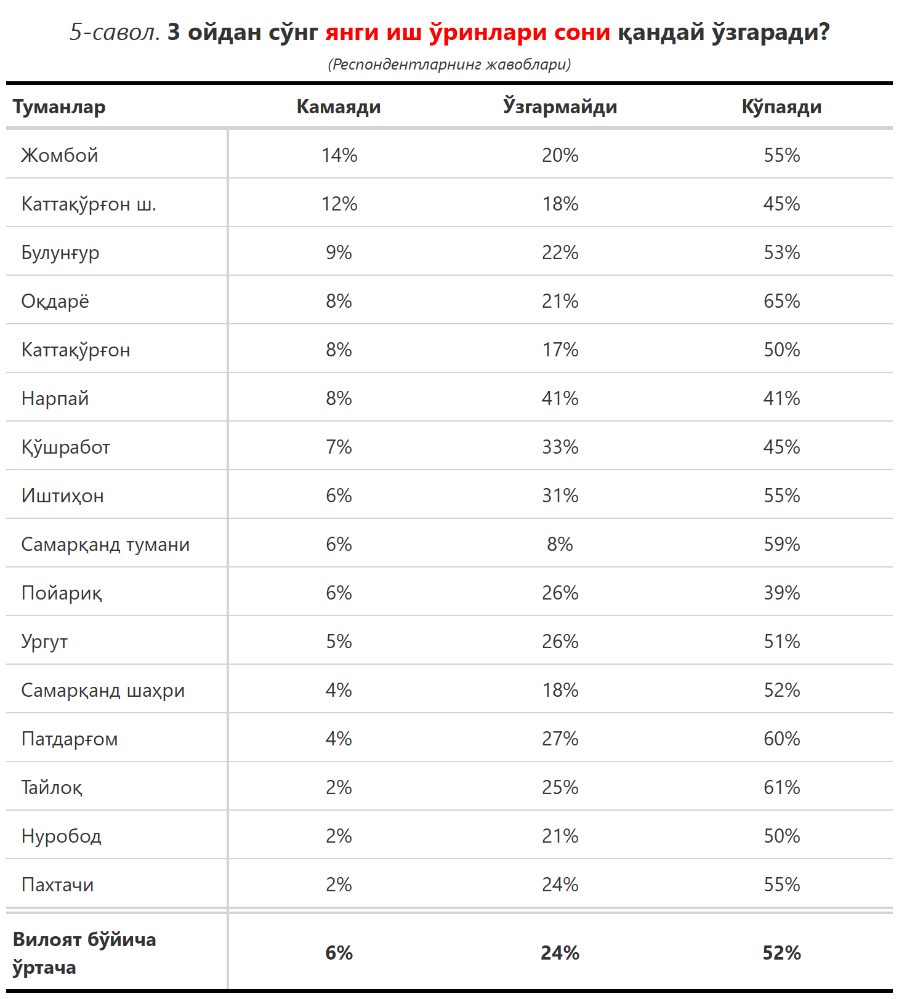 5-савол. 3 ойдан сўнг янги иш ўринлари сони қандай ўзгаради?
(Респондентларнинг жавоблари)
Туманлар Камаяди Ўзгармайди Кўпаяди
Жомбой 14% 20% 55%
Каттақўрғон ш. 12% 18% 45%
Булунғур 9% 22% 53%
Оқдарё 8% 21% 65%
Каттақўрғон 8% 17% 50%
Нарпай 8% 41% 41%
Қўшработ 7% 33% 45%
Иштиҳон 6% 31% 55%
Самарқанд тумани 6% 8% 59%
Пойариқ 6% 26% 39%
Ургут 5% 26% 51%
Самарқанд шаҳри 4% 18% 52%
Патдарғом 4% 27% 60%
Тайлоқ 2% 25% 61%
Нуробод 2% 21% 50%
Пахтачи 2% 24% 55%
Вилоят бўйича
ўртача 6% 24% 52%